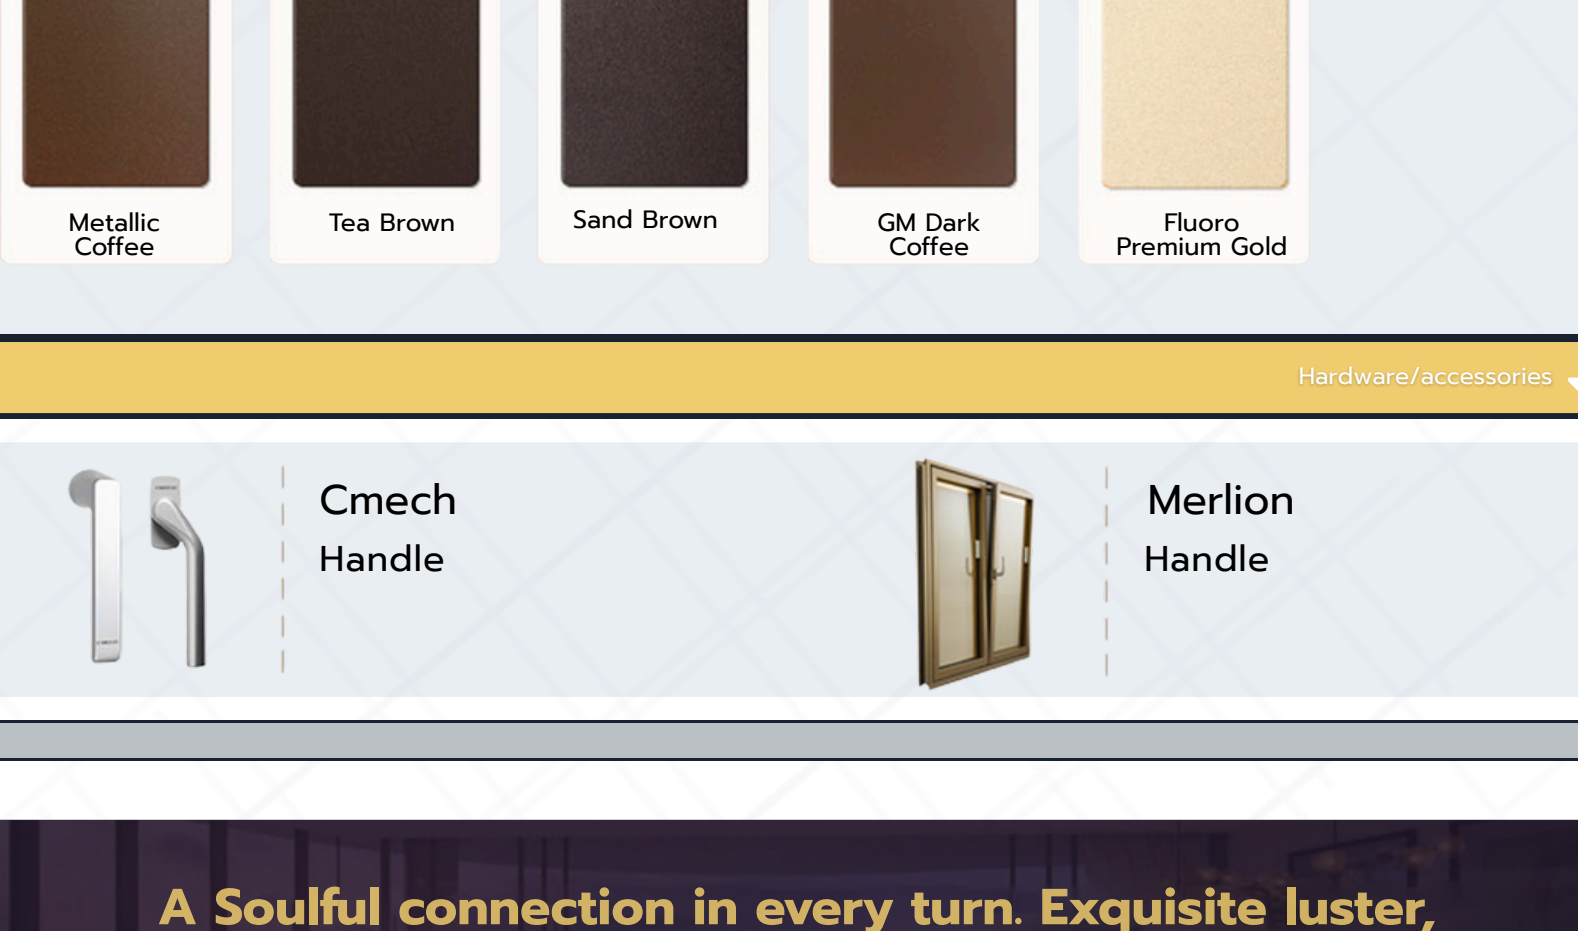 Metallic
Coffee
Tea Brown
Sand Brown
GM Dark
Coffee
Fluoro
Premium Gold
Hardware/accessories
Cmech
Handle
Merlion
Handle
A Soulful connection in every turn. Exquisite luster,